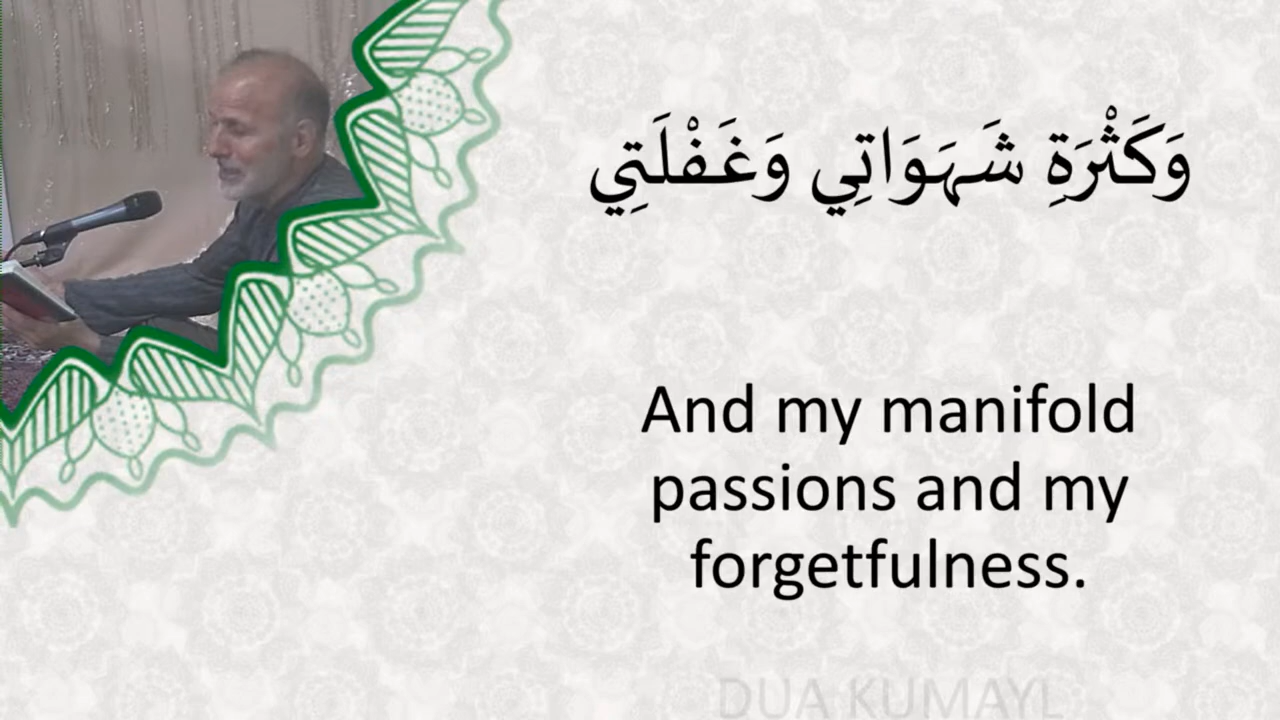 وَكَثْرَةِ شَهَوَاتِي وَغَفْلَتِي
And my manifold
passions and my
forgetfulness.
DUA KUMAYL